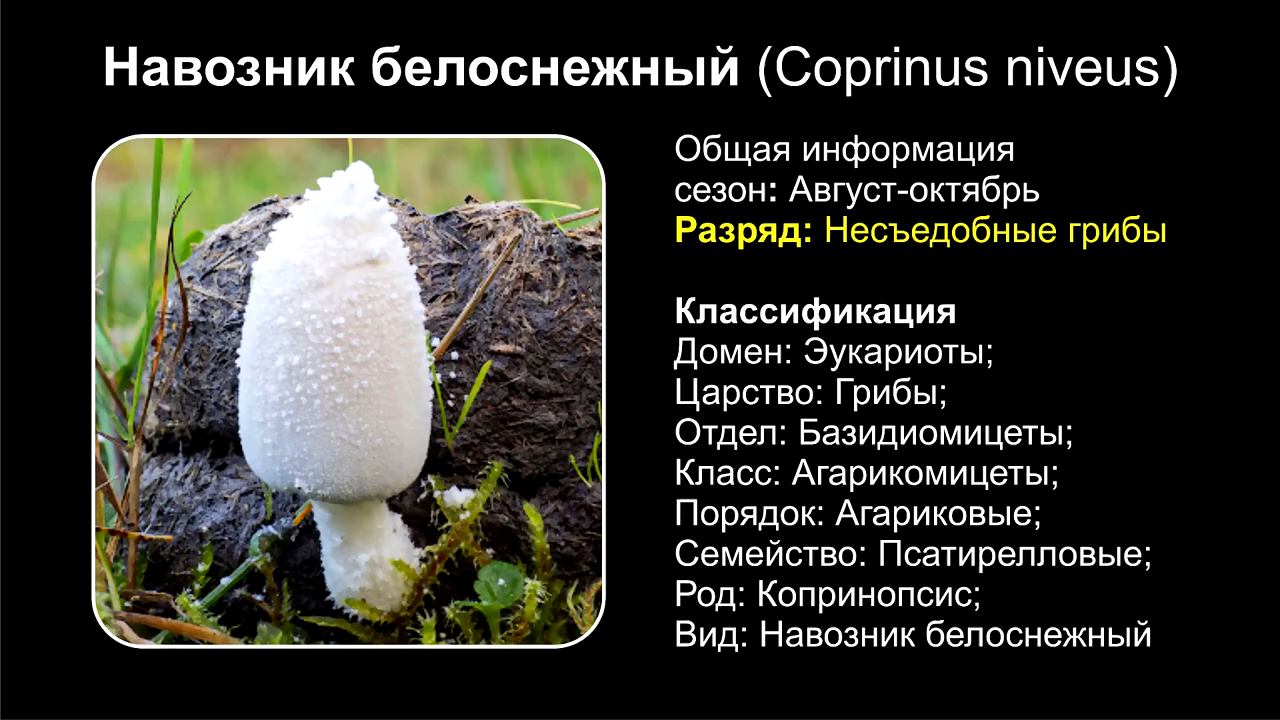 Навозник белоснежный (Coprinus niveus)
Общая информация
сезон: Август-октябрь
Разряд: Несъедобные грибы
Классификация
Домен: Эукариоты;
Царство: Грибы;
Отдел: Базидиомицеты;
Класс: Агарикомицеты;
Порядок: Агариковые;
Семейство: Псатирелловые;
Род: Копринопсис;
Вид: Навозник белоснежный